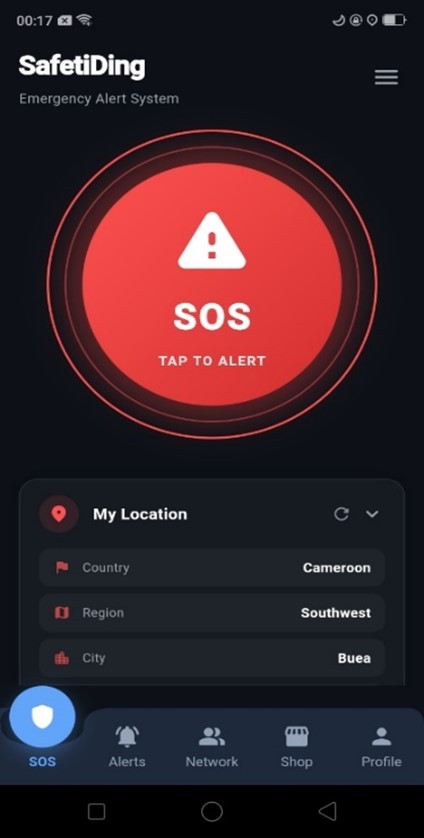 00:17
SafetiDing
Emergency Alert System
SOS
TAP TO ALERT
My Location
Country Cameroon
Region Southwest
City Buea
SOS Alerts Network Shop Profile